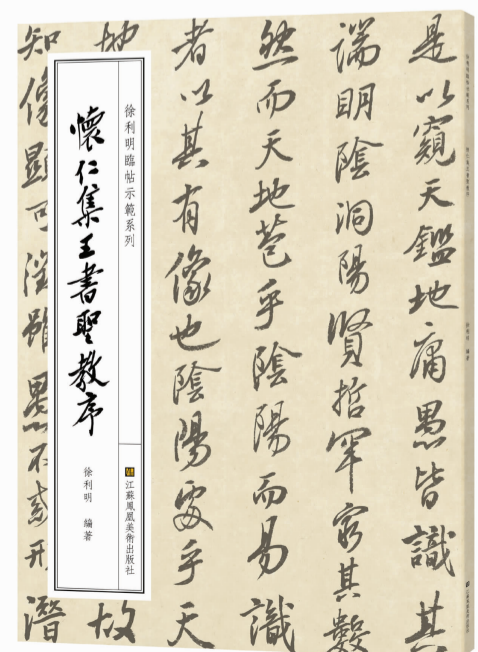 徐利明臨帖示範系列
懷仁集王書聖教序
徐利明 編著
江蘇鳳凰美術出版社
是以窺天鑑地庸愚皆識其
端明陰洞陽賢哲罕窮其數
然而天地苞乎陰陽而易識
者以其有像也陰陽處乎天
地
故
知像顯可徵雖愚不惑形潛